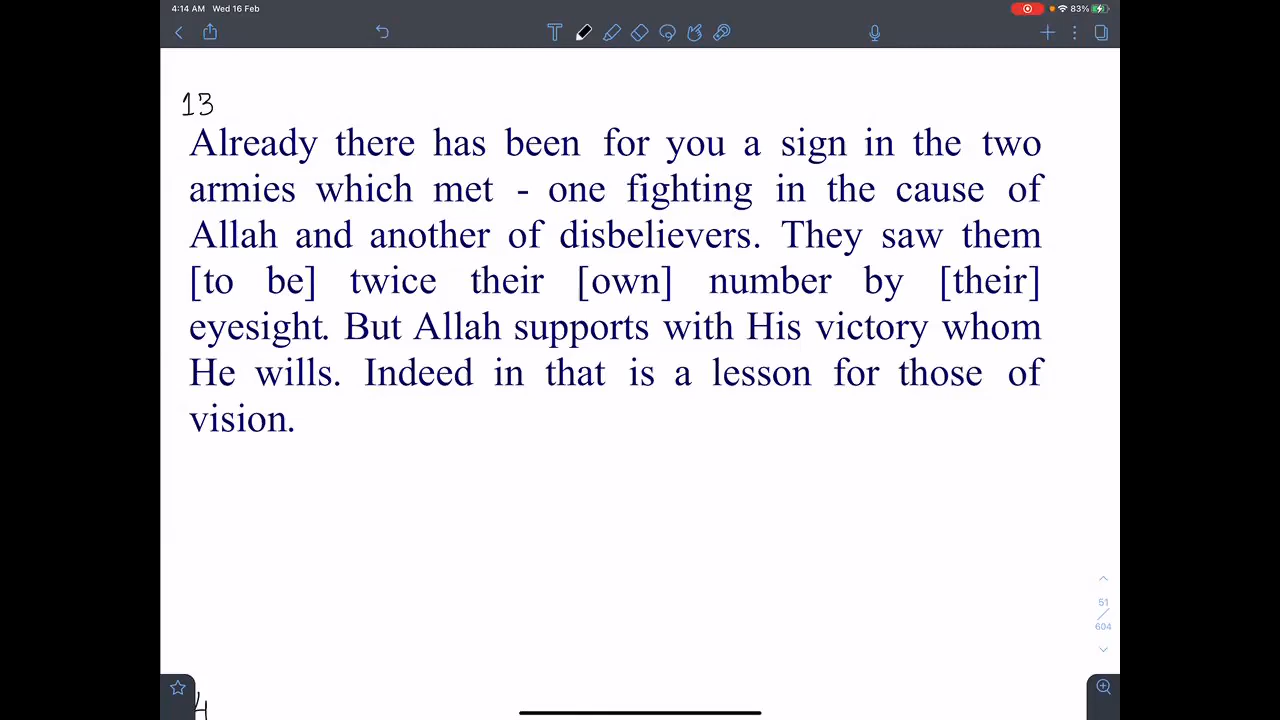 4:14 AM Wed 16 Feb
83%
13
Already there has been for you a sign in the two
armies which met - one fighting in the cause of
Allah and another of disbelievers. They saw them
[to be] twice their [own] number by [their]
eyesight. But Allah supports with His victory whom
He wills. Indeed in that is a lesson for those of
vision.
51
604
4